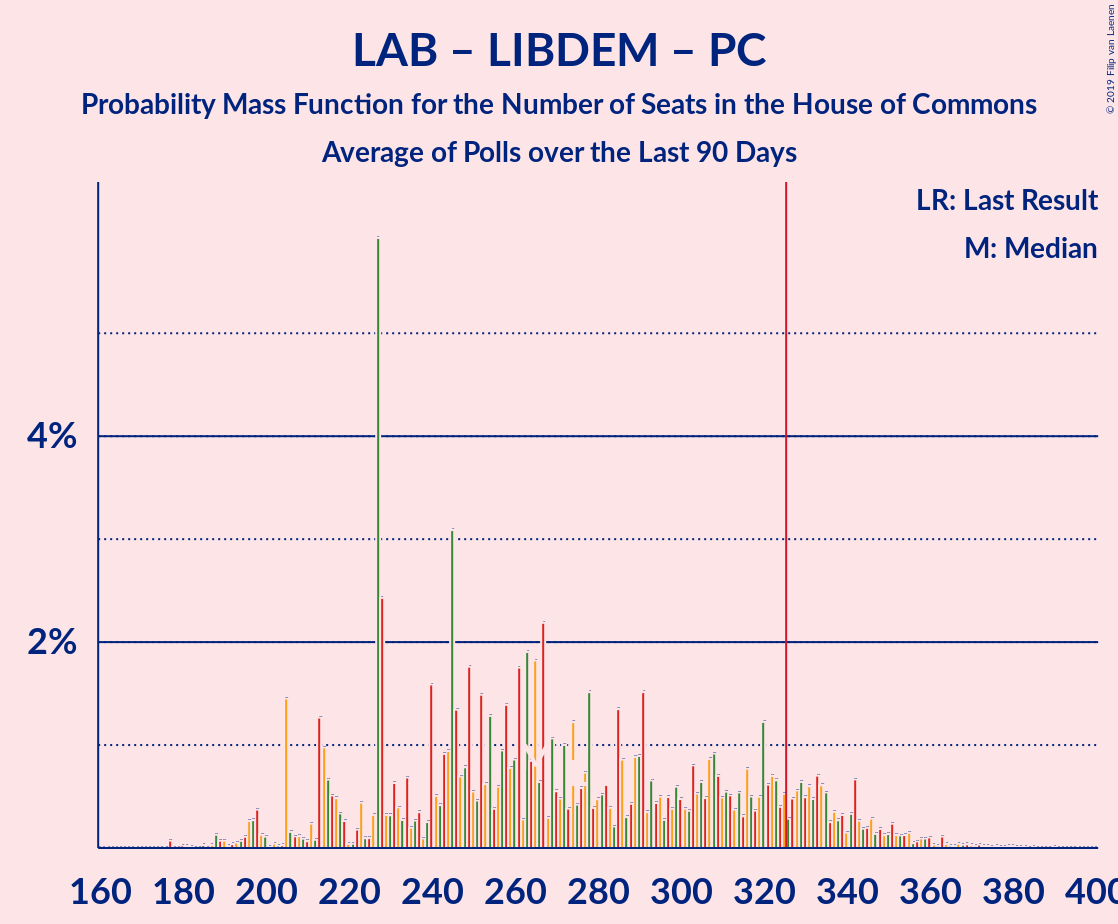 LAB – LIBDEM – PC
Probability Mass Function for the Number of Seats in the House of Commons
Average of Polls over the Last 90 Days
© 2019 Filip van Laenen
LR: Last Result
M: Median
4%
2%
160 180 200 220 240 260 280 300 320 340 360 380 400